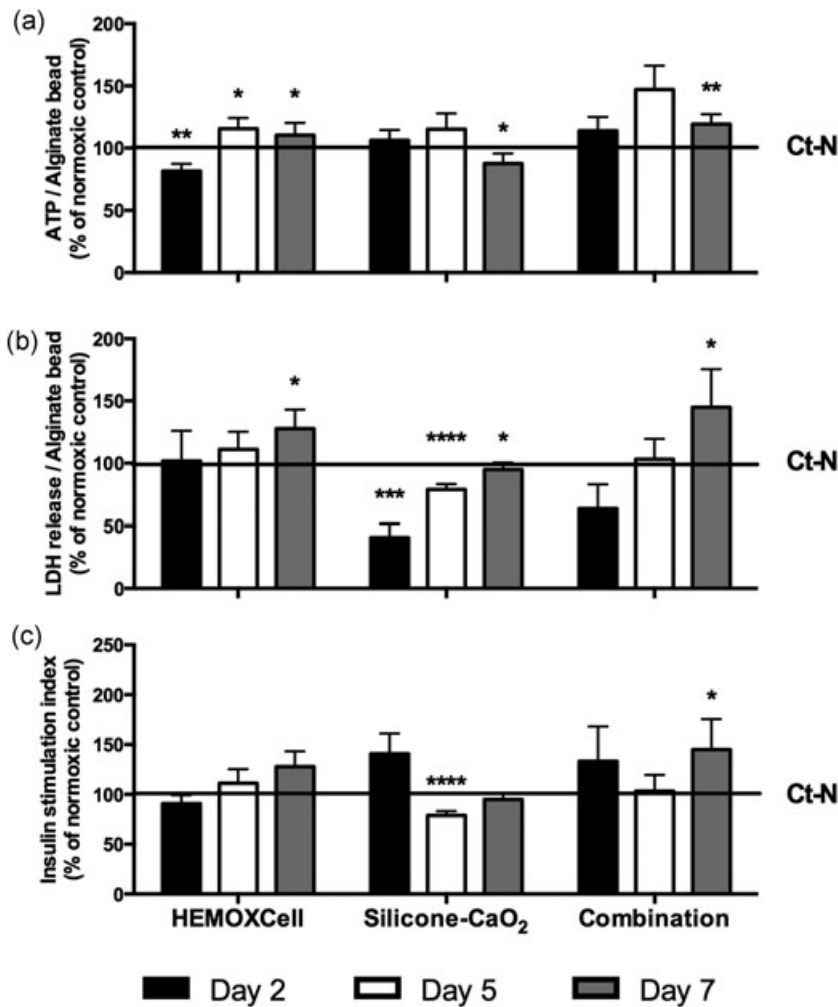 (a)
ATP / Alginate bead
(% of normoxic control)
200
150
100
50
0
**
*
*
*
**
Ct-N
(b)
LDH release / Alginate bead
(% of normoxic control)
200
150
100
50
0
*
***
****
*
*
Ct-N
(c)
Insulin stimulation index
(% of normoxic control)
250
200
150
100
50
0
****
*
Ct-N
HEMOXCell Silicone-CaO₂ Combination
Day 2 Day 5 Day 7